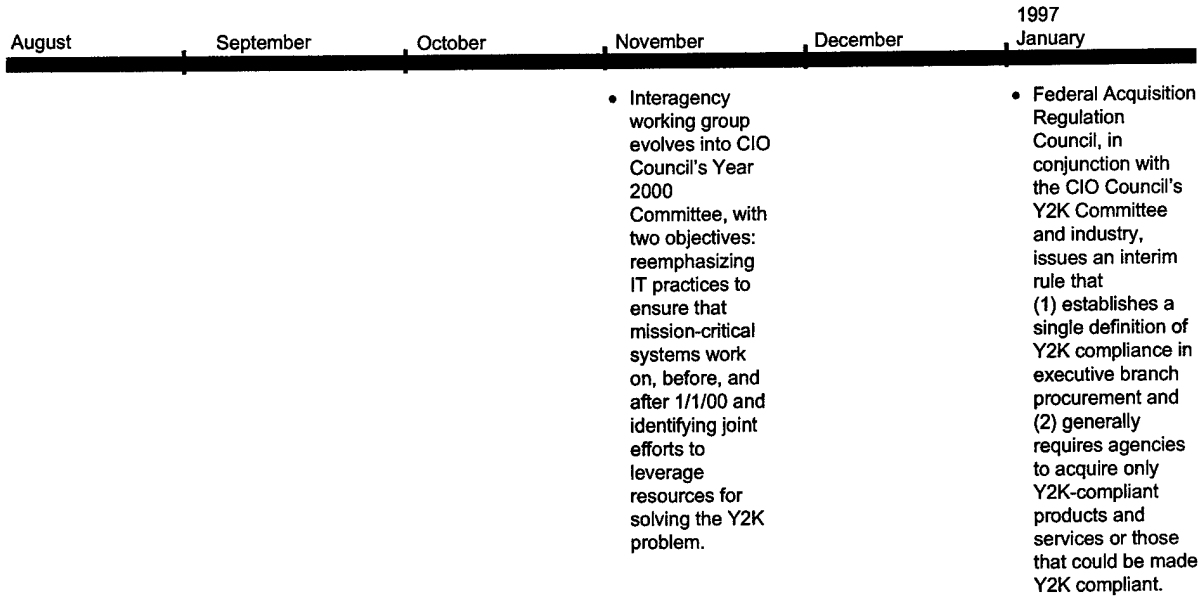 1997
August September October November December January
• Interagency
working group
evolves into CIO
Council's Year
2000
Committee, with
two objectives:
reemphasizing
IT practices to
ensure that
mission-critical
systems work
on, before, and
after 1/1/00 and
identifying joint
efforts to
leverage
resources for
solving the Y2K
problem.
• Federal Acquisition
Regulation
Council, in
conjunction with
the CIO Council's
Y2K Committee
and industry,
issues an interim
rule that
(1) establishes a
single definition of
Y2K compliance in
executive branch
procurement and
(2) generally
requires agencies
to acquire only
Y2K-compliant
products and
services or those
that could be made
Y2K compliant.